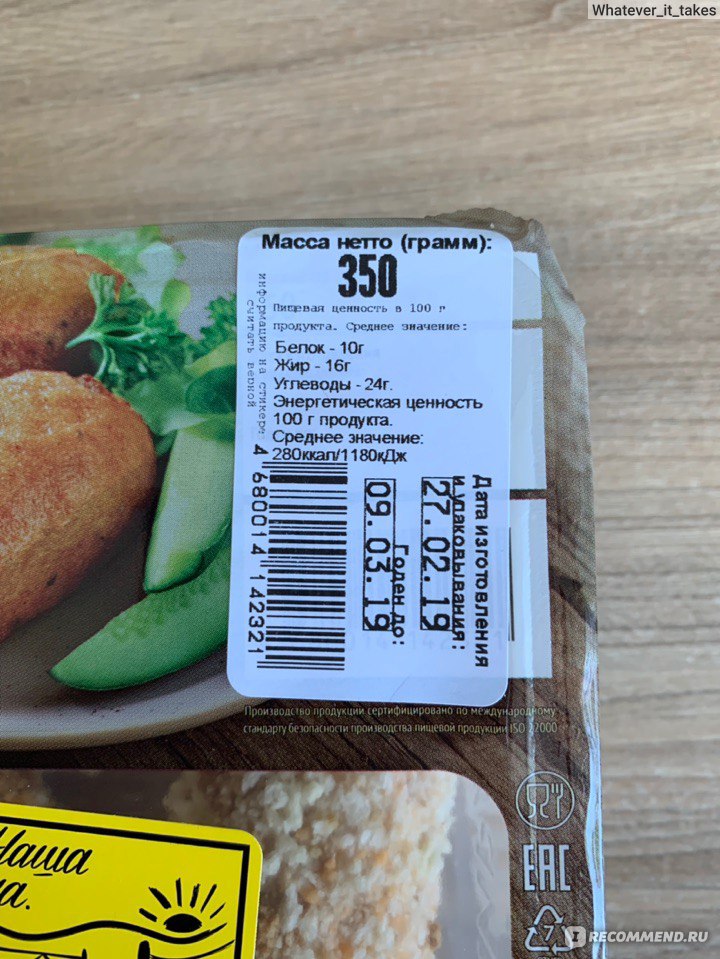 Whatever_it_takes
Масса нетто (грамм):
350
Пищевая ценность в 100 г
продукта. Среднее значение:
Белок - 10г
Жир - 16г
Углеводы - 24г.
Энергетическая ценность
100 г продукта.
Среднее значение:
280ккал/1180кДж
информацию на стикере
считать верной
4 680014 142321
Дата изготовления
и упаковывания:
27.02.19
Годен до:
09.03.19
Производство продукции сертифицировано по международному
стандарту безопасности производства пищевой продукции ISO 22000
Наша
EAC
7
RECOMMEND.RU